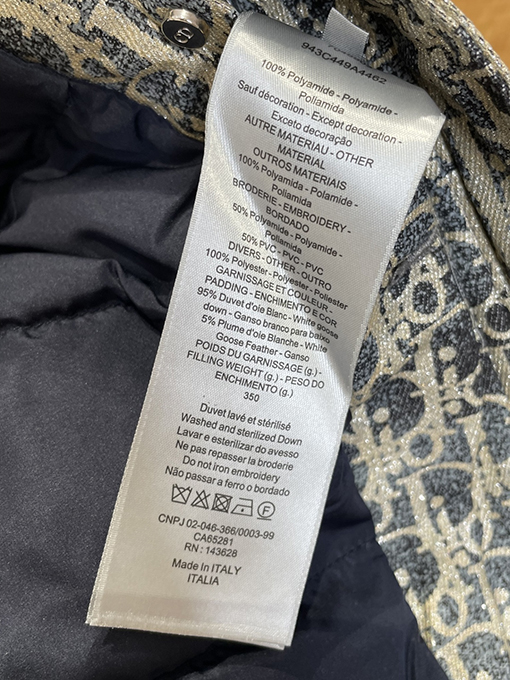 943C449A4462
100% Polyamide - Polyamide -
Poliamida
Sauf décoration - Except decoration -
Exceto decoração
AUTRE MATERIAU - OTHER
MATERIAL
OUTROS MATERIAIS
100% Polyamida - Polamide -
Poliamida
BRODERIE - EMBROIDERY -
BORDADO
50% Polyamide - Polyamide -
Poliamida
50% PVC - PVC - PVC
DIVERS - OTHER - OUTRO
100% Polyester - Polyester - Poliester
GARNISSAGE ET COULEUR -
PADDING - ENCHIMENTO E COR
95% Duvet d'oie Blanc - White goose
down - Ganso branco para baixo
5% Plume d'oie Blanche - White
Goose Feather - Ganso
POIDS DU GARNISSAGE (g.) -
FILLING WEIGHT (g.) - PESO DO
ENCHIMENTO (g.)
350
Duvet lavé et stérilisé
Washed and sterilized Down
Lavar e esterilizar do avesso
Ne pas repasser la broderie
Do not iron embroidery
Não passar a ferro o bordado
F
CNPJ 02-046-366/0003-99
CA65281
RN : 143628
Made In ITALY
ITALIA